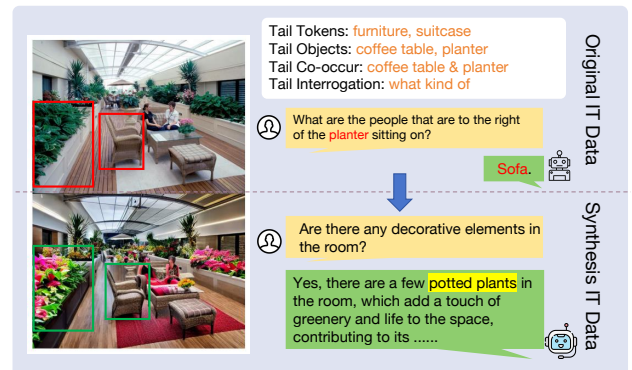 Tail Tokens: furniture, suitcase
Tail Objects: coffee table, planter
Tail Co-occur: coffee table & planter
Tail Interrogation: what kind of
What are the people that are to the right
of the planter sitting on?
Sofa.
Original IT Data
Are there any decorative elements in
the room?
Yes, there are a few potted plants in
the room, which add a touch of
greenery and life to the space,
contributing to its ......
Synthesis IT Data